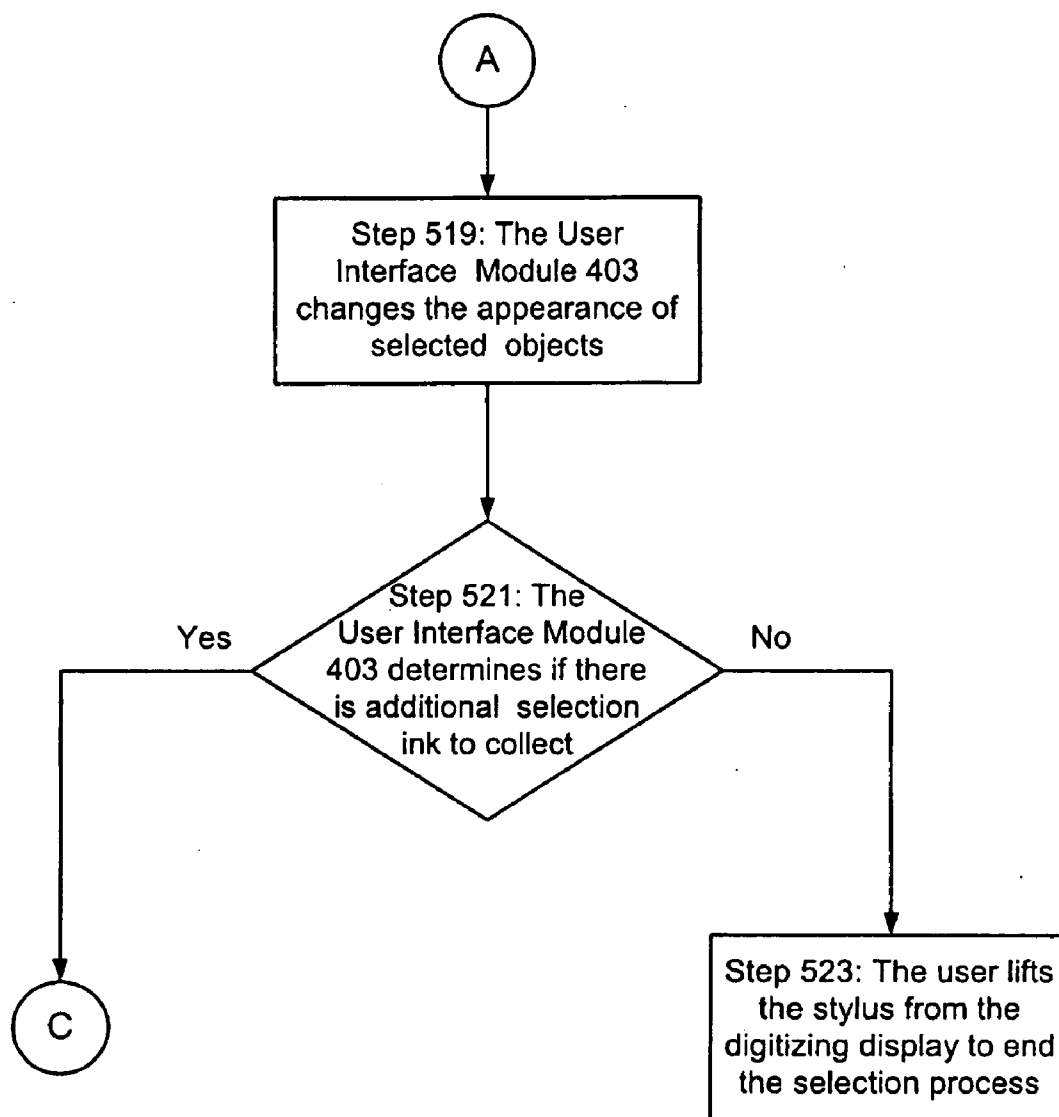 A
Step 519: The User
Interface Module 403
changes the appearance of
selected objects
Step 521: The
User Interface Module
403 determines if there
is additional selection
ink to collect
Yes
No
C
Step 523: The user lifts
the stylus from the
digitizing display to end
the selection process